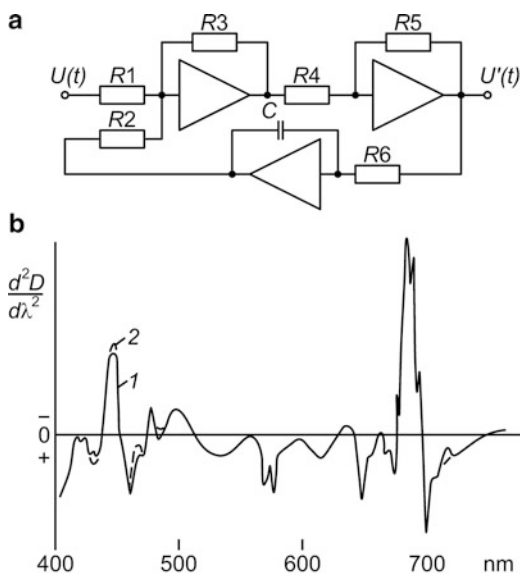 a
R3 R5
U(t) R1 R4 U'(t)
R2 C
R6
b
d²D
dλ²
2
1
−
0
+
400 500 600 700 nm